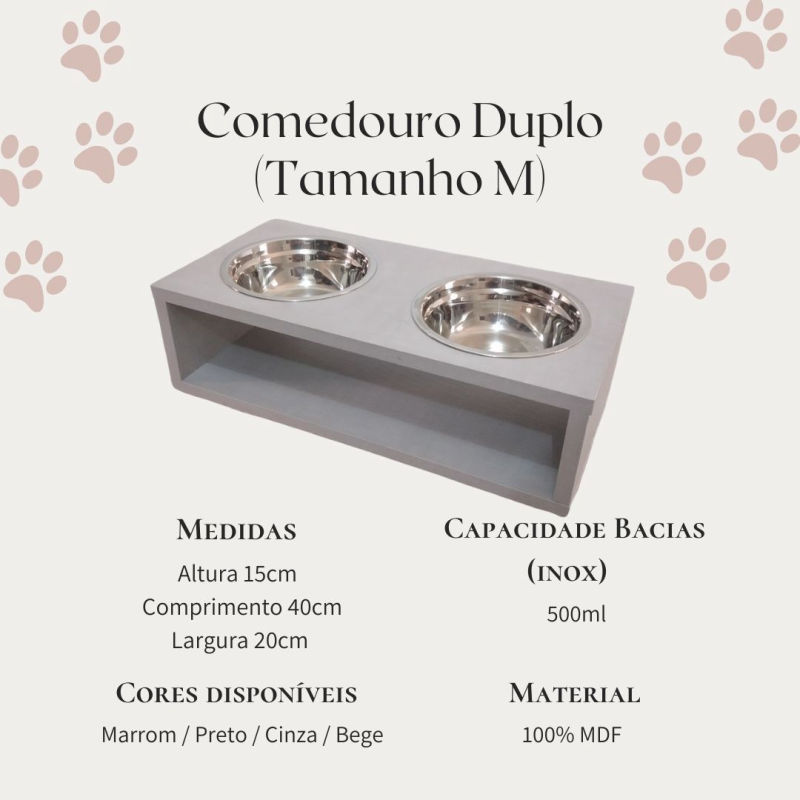 Comedouro Duplo
(Tamanho M)
Medidas
Altura 15cm
Comprimento 40cm
Largura 20cm
Capacidade Bacias
(inox)
500ml
Cores disponíveis
Marrom / Preto / Cinza / Bege
Material
100% MDF